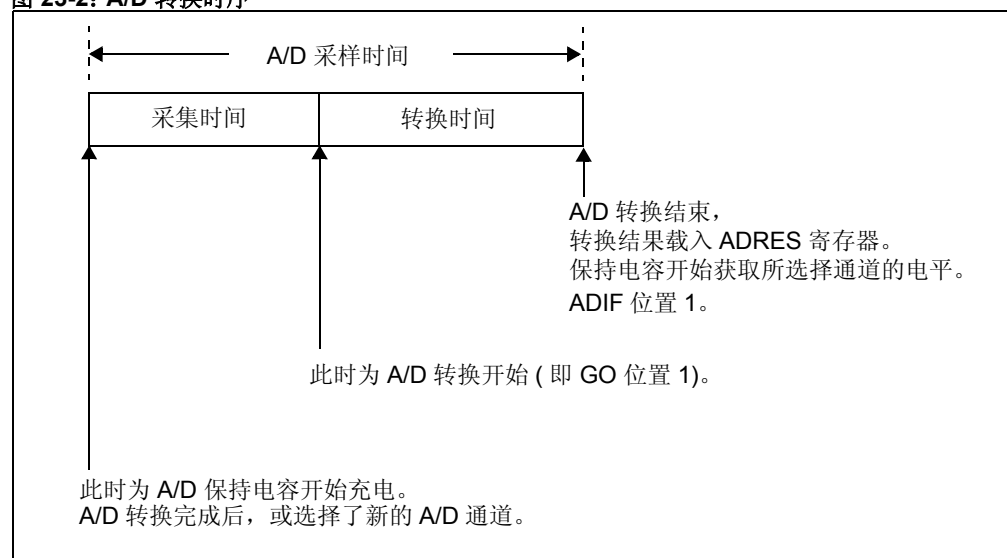 图 23-2: A/D 转换时序
A/D 采样时间
采集时间
转换时间
A/D 转换结束，
转换结果载入 ADRES 寄存器。
保持电容开始获取所选择通道的电平。
ADIF 位置 1。
此时为 A/D 转换开始 ( 即 GO 位置 1)。
此时为 A/D 保持电容开始充电。
A/D 转换完成后，或选择了新的 A/D 通道。